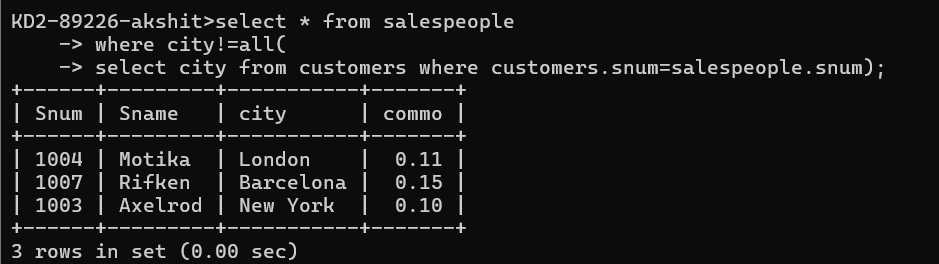 KD2-89226-akshit>select * from salespeople
    -> where city!=all(
    -> select city from customers where customers.snum=salespeople.snum);
+------+---------+-----------+-------+
| Snum | Sname   | city      | commo |
+------+---------+-----------+-------+
| 1004 | Motika  | London    |  0.11 |
| 1007 | Rifken  | Barcelona |  0.15 |
| 1003 | Axelrod | New York  |  0.10 |
+------+---------+-----------+-------+
3 rows in set (0.00 sec)